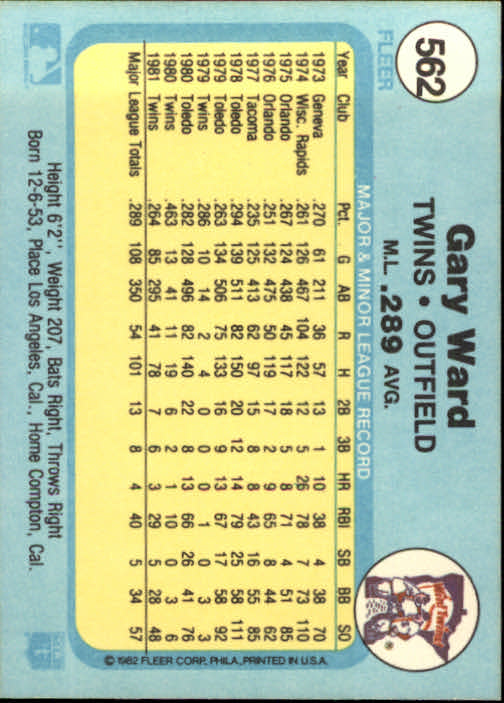 562
FLEER
Gary Ward
TWINS • OUTFIELD
M.L. .289 AVG.
Win! Twins!
®
MAJOR & MINOR LEAGUE RECORD
Year Club Pct. G AB R H 2B 3B HR RBI SB BB SO
1973 Geneva .270 61 211 36 57 13 1 10 38 4 38 70
1974 Wisc. Rapids .261 126 467 104 122 12 5 26 78 7 73 110
1975 Orlando .267 124 438 45 117 18 5 8 71 4 51 85
1976 Orlando .251 132 475 50 119 17 2 9 65 8 44 62
1977 Tacoma .235 125 413 62 97 15 8 8 43 16 55 85
1978 Toledo .294 139 511 82 150 20 12 14 79 25 58 111
1979 Toledo .263 134 506 75 133 16 9 13 67 17 58 92
1979 Twins .286 10 14 2 4 0 0 0 1 0 3 3
1980 Toledo .282 128 496 82 140 22 8 13 66 26 41 76
1980 Twins .463 13 41 11 19 6 2 1 10 0 3 6
1981 Twins .264 85 295 41 78 7 6 3 29 5 28 48
Major League Totals .289 108 350 54 101 13 8 4 40 5 34 57
© 1982 FLEER CORP., PHILA., PRINTED IN U.S.A.
Height 6'2'', Weight 207, Bats Right, Throws Right
Born 12-6-53, Place Los Angeles, Cal., Home Compton, Cal.